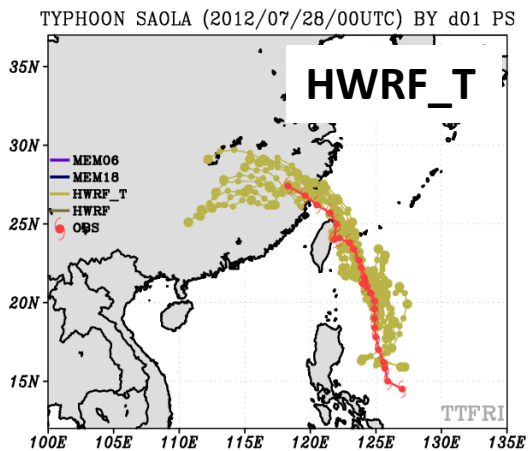 TYPHOON SAOLA (2012/07/28/00UTC) BY d01 PS
HWRF_T
35N
30N
25N
20N
15N
MEM06
MEM18
HWRF_T
HWRF
OBS
TTFRI
100E 105E 110E 115E 120E 125E 130E 135E